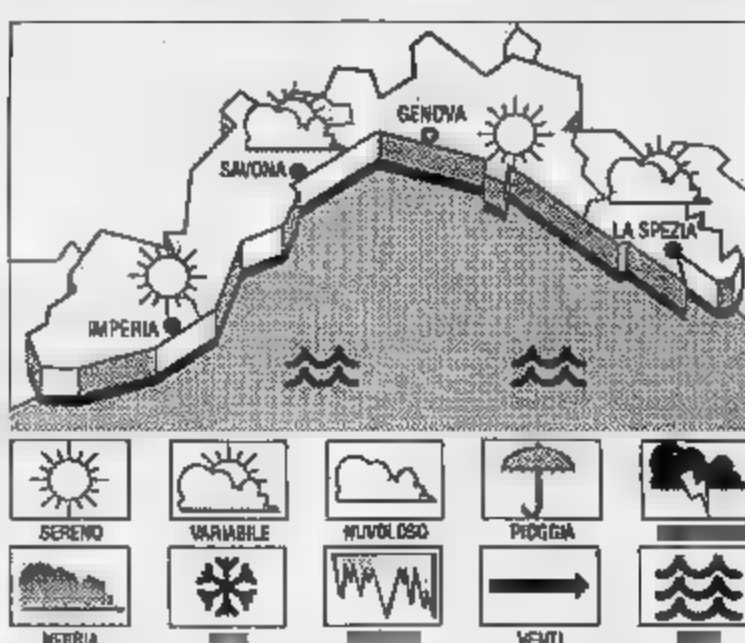 GENOVA
SAVONA
LA SPEZIA
IMPERIA
SERENO VARIABILE NUVOLOSO PIOGGIA
NEBBIA VENTI